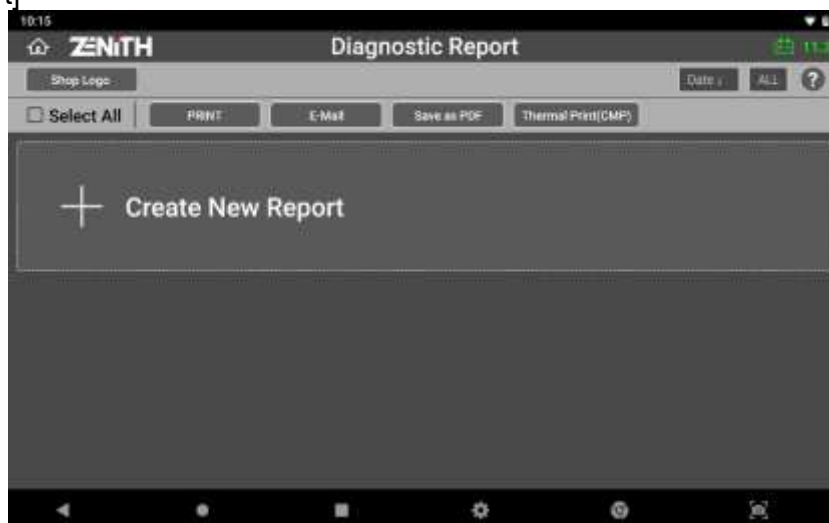 10:15
ZENITH Diagnostic Report
Shop Logo Date ↓ ALL ?
Select All PRINT E-Mail Save as PDF Thermal Print(CMP)
Create New Report